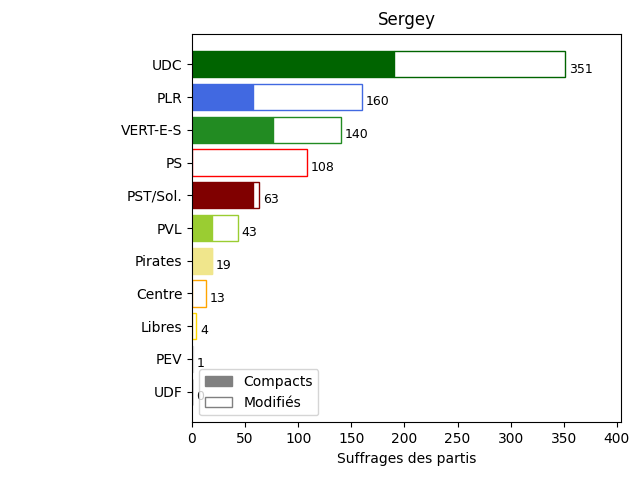 Sergey
UDC 351
PLR 160
VERT-E-S 140
PS 108
PST/Sol. 63
PVL 43
Pirates 19
Centre 13
Libres 4
PEV 1
UDF 0
Compacts
Modifiés
0 50 100 150 200 250 300 350 400
Suffrages des partis